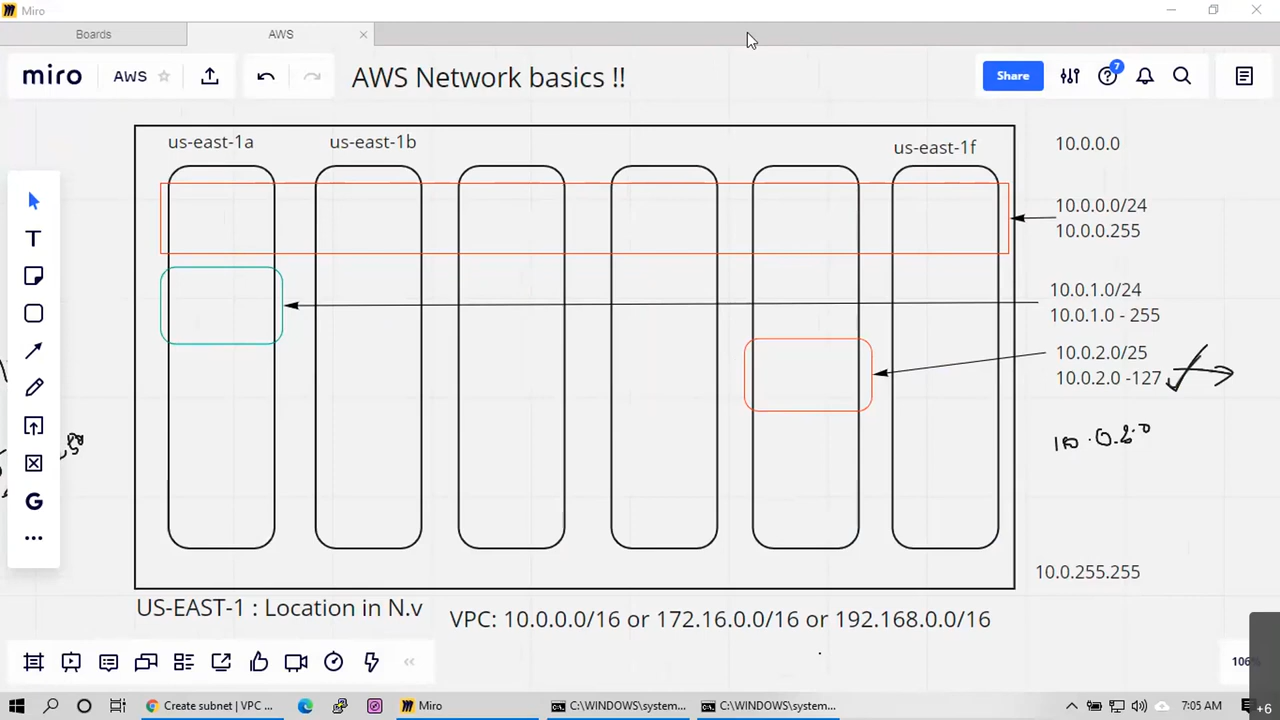 Miro
Boards
AWS
miro
AWS
AWS Network basics !!
Share
7
us-east-1a
us-east-1b
us-east-1f
10.0.0.0
10.0.0.0/24
10.0.0.255
10.0.1.0/24
10.0.1.0 - 255
10.0.2.0/25
10.0.2.0 -127
10.0.255.255
US-EAST-1 : Location in N.v
VPC: 10.0.0.0/16 or 172.16.0.0/16 or 192.168.0.0/16
106%
Create subnet | VPC ...
Miro
C:\WINDOWS\system...
C:\WINDOWS\system...
7:05 AM
+6